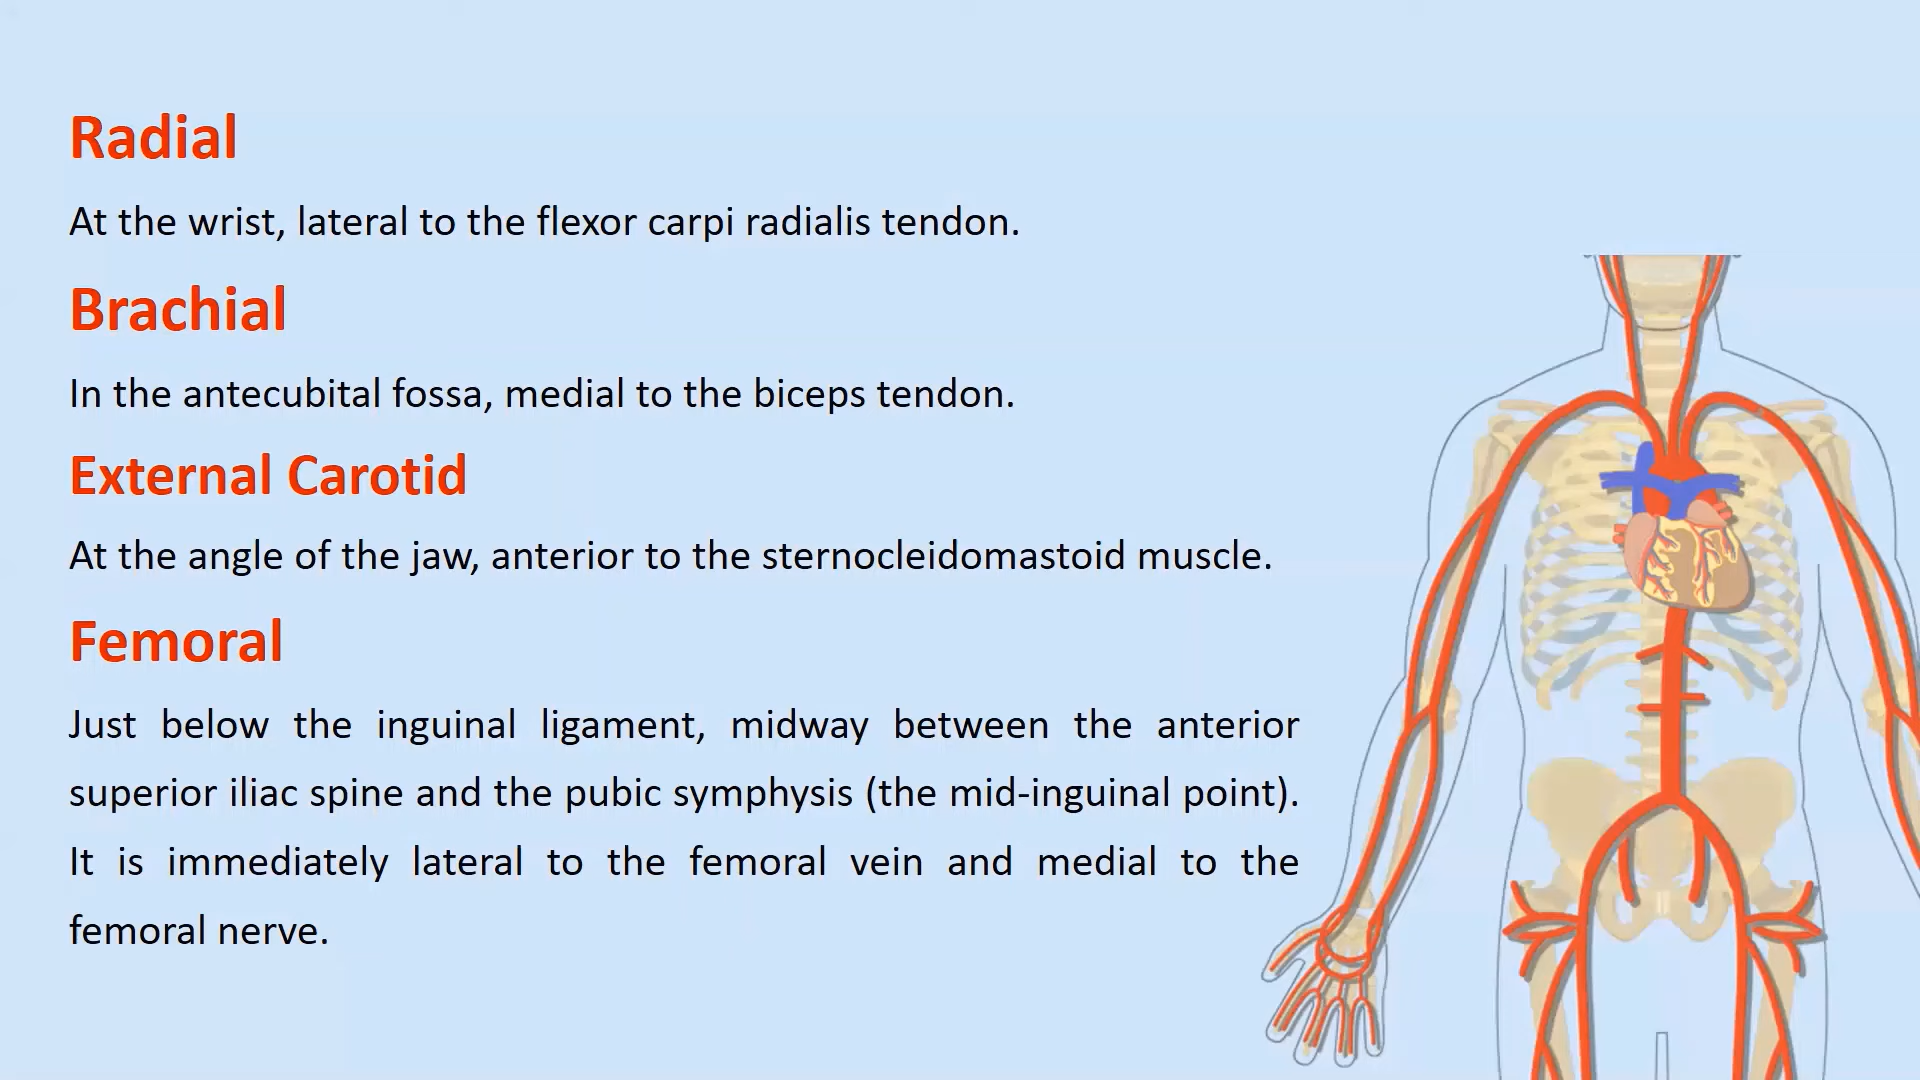 Radial
At the wrist, lateral to the flexor carpi radialis tendon.
Brachial
In the antecubital fossa, medial to the biceps tendon.
External Carotid
At the angle of the jaw, anterior to the sternocleidomastoid muscle.
Femoral
Just below the inguinal ligament, midway between the anterior
superior iliac spine and the pubic symphysis (the mid-inguinal point).
It is immediately lateral to the femoral vein and medial to the
femoral nerve.